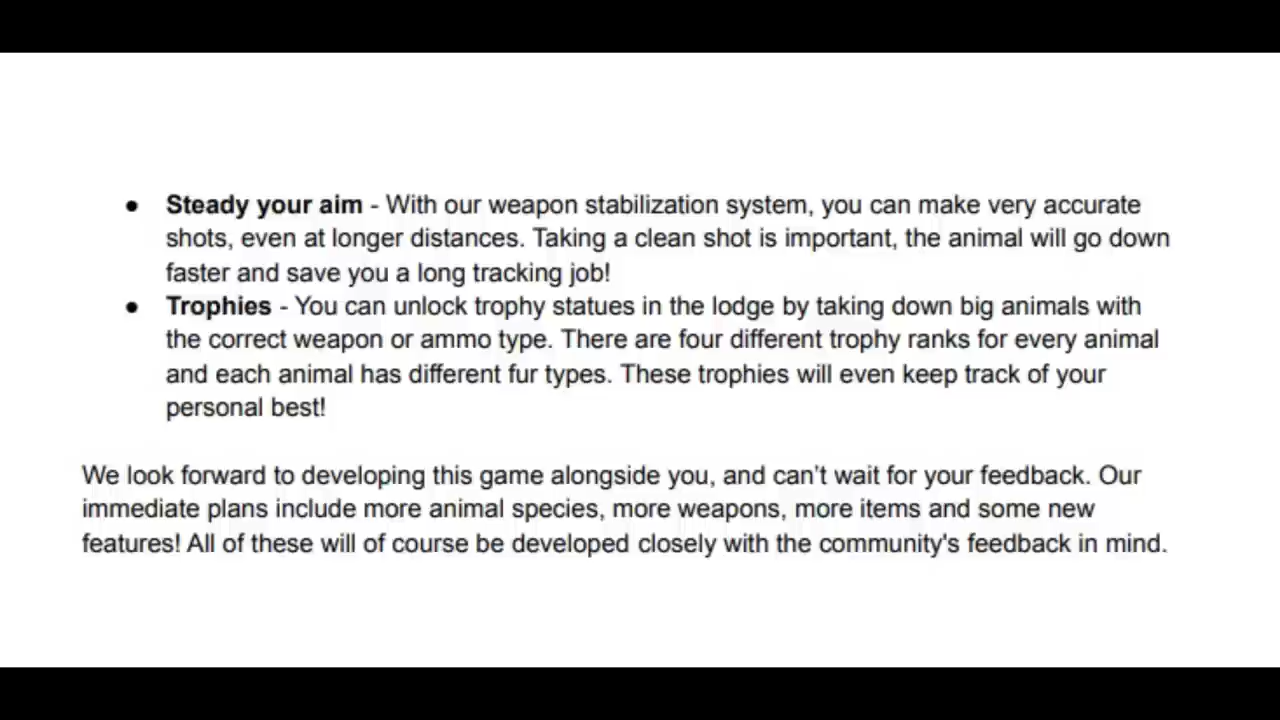 ● Steady your aim - With our weapon stabilization system, you can make very accurate
shots, even at longer distances. Taking a clean shot is important, the animal will go down
faster and save you a long tracking job!
● Trophies - You can unlock trophy statues in the lodge by taking down big animals with
the correct weapon or ammo type. There are four different trophy ranks for every animal
and each animal has different fur types. These trophies will even keep track of your
personal best!
We look forward to developing this game alongside you, and can't wait for your feedback. Our
immediate plans include more animal species, more weapons, more items and some new
features! All of these will of course be developed closely with the community's feedback in mind.